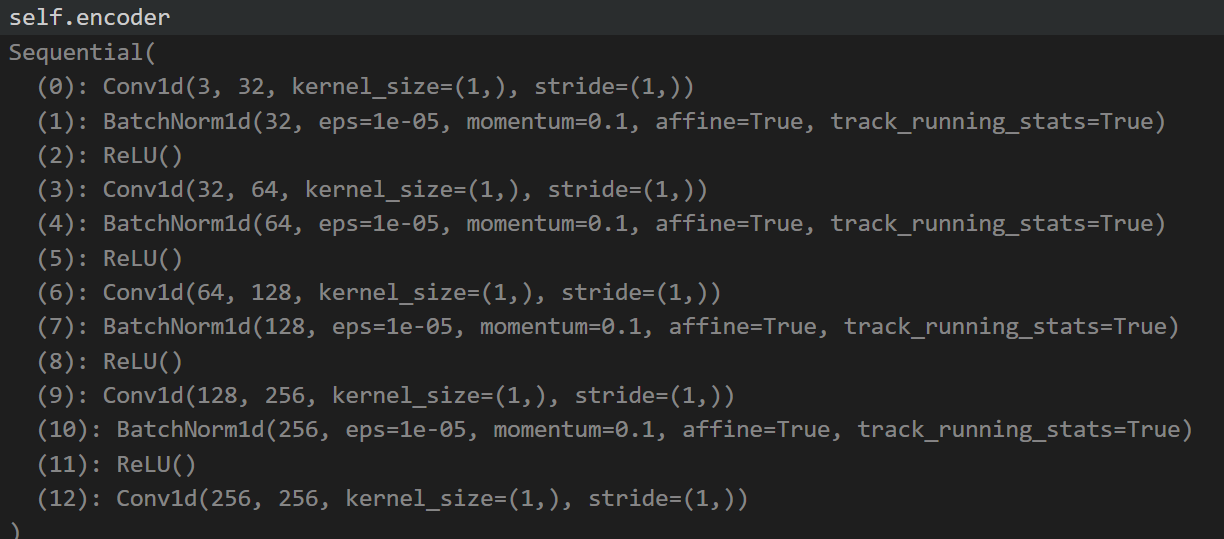 self.encoder
Sequential(
  (0): Conv1d(3, 32, kernel_size=(1,), stride=(1,))
  (1): BatchNorm1d(32, eps=1e-05, momentum=0.1, affine=True, track_running_stats=True)
  (2): ReLU()
  (3): Conv1d(32, 64, kernel_size=(1,), stride=(1,))
  (4): BatchNorm1d(64, eps=1e-05, momentum=0.1, affine=True, track_running_stats=True)
  (5): ReLU()
  (6): Conv1d(64, 128, kernel_size=(1,), stride=(1,))
  (7): BatchNorm1d(128, eps=1e-05, momentum=0.1, affine=True, track_running_stats=True)
  (8): ReLU()
  (9): Conv1d(128, 256, kernel_size=(1,), stride=(1,))
  (10): BatchNorm1d(256, eps=1e-05, momentum=0.1, affine=True, track_running_stats=True)
  (11): ReLU()
  (12): Conv1d(256, 256, kernel_size=(1,), stride=(1,))
)